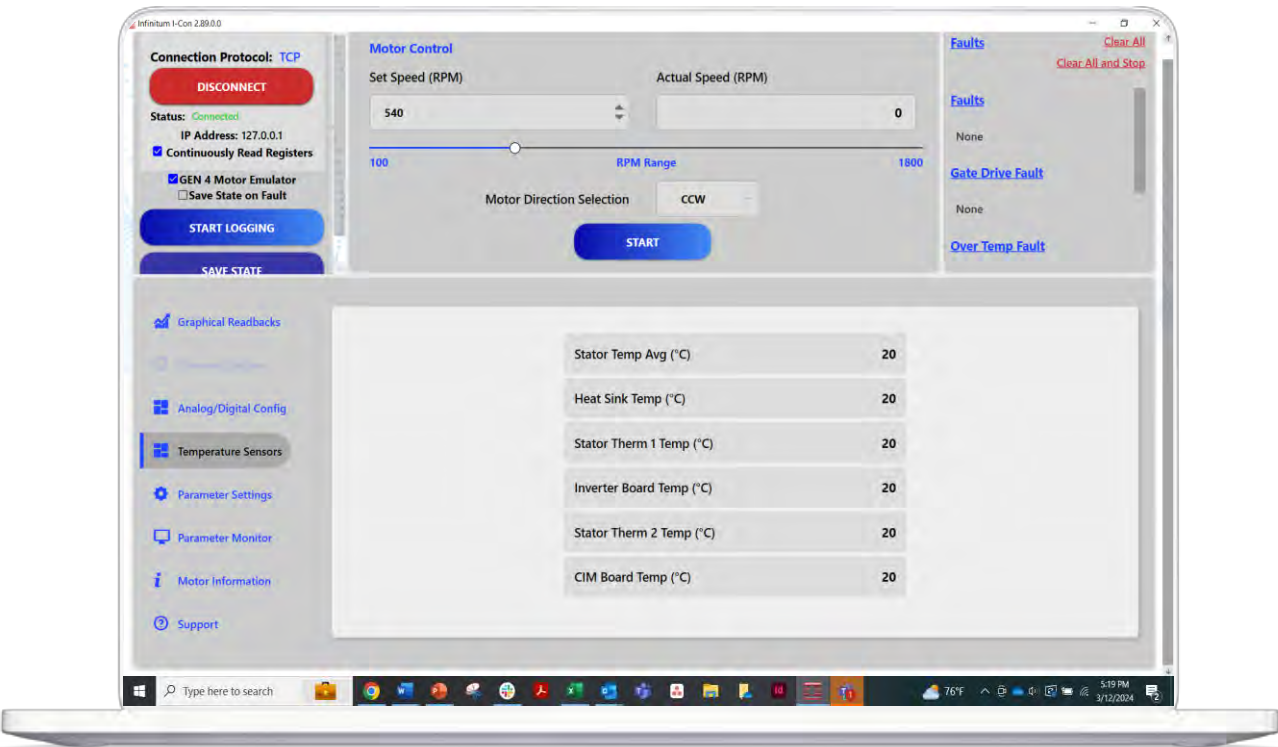 Infinitum I-Con 2.89.0.0
Connection Protocol: TCP
DISCONNECT
Status: Connected
IP Address: 127.0.0.1
Continuously Read Registers
GEN 4 Motor Emulator
Save State on Fault
START LOGGING
SAVE STATE
Motor Control
Set Speed (RPM)
Actual Speed (RPM)
540
0
100
RPM Range
1800
Motor Direction Selection
CCW
START
Faults
Clear All
Clear All and Stop
Faults
None
Gate Drive Fault
None
Over Temp Fault
Graphical Readbacks
Analog/Digital Config
Temperature Sensors
Parameter Settings
Parameter Monitor
Motor Information
Support
Stator Temp Avg (°C) 20
Heat Sink Temp (°C) 20
Stator Therm 1 Temp (°C) 20
Inverter Board Temp (°C) 20
Stator Therm 2 Temp (°C) 20
CIM Board Temp (°C) 20
Type here to search
76°F
5:19 PM
3/12/2024